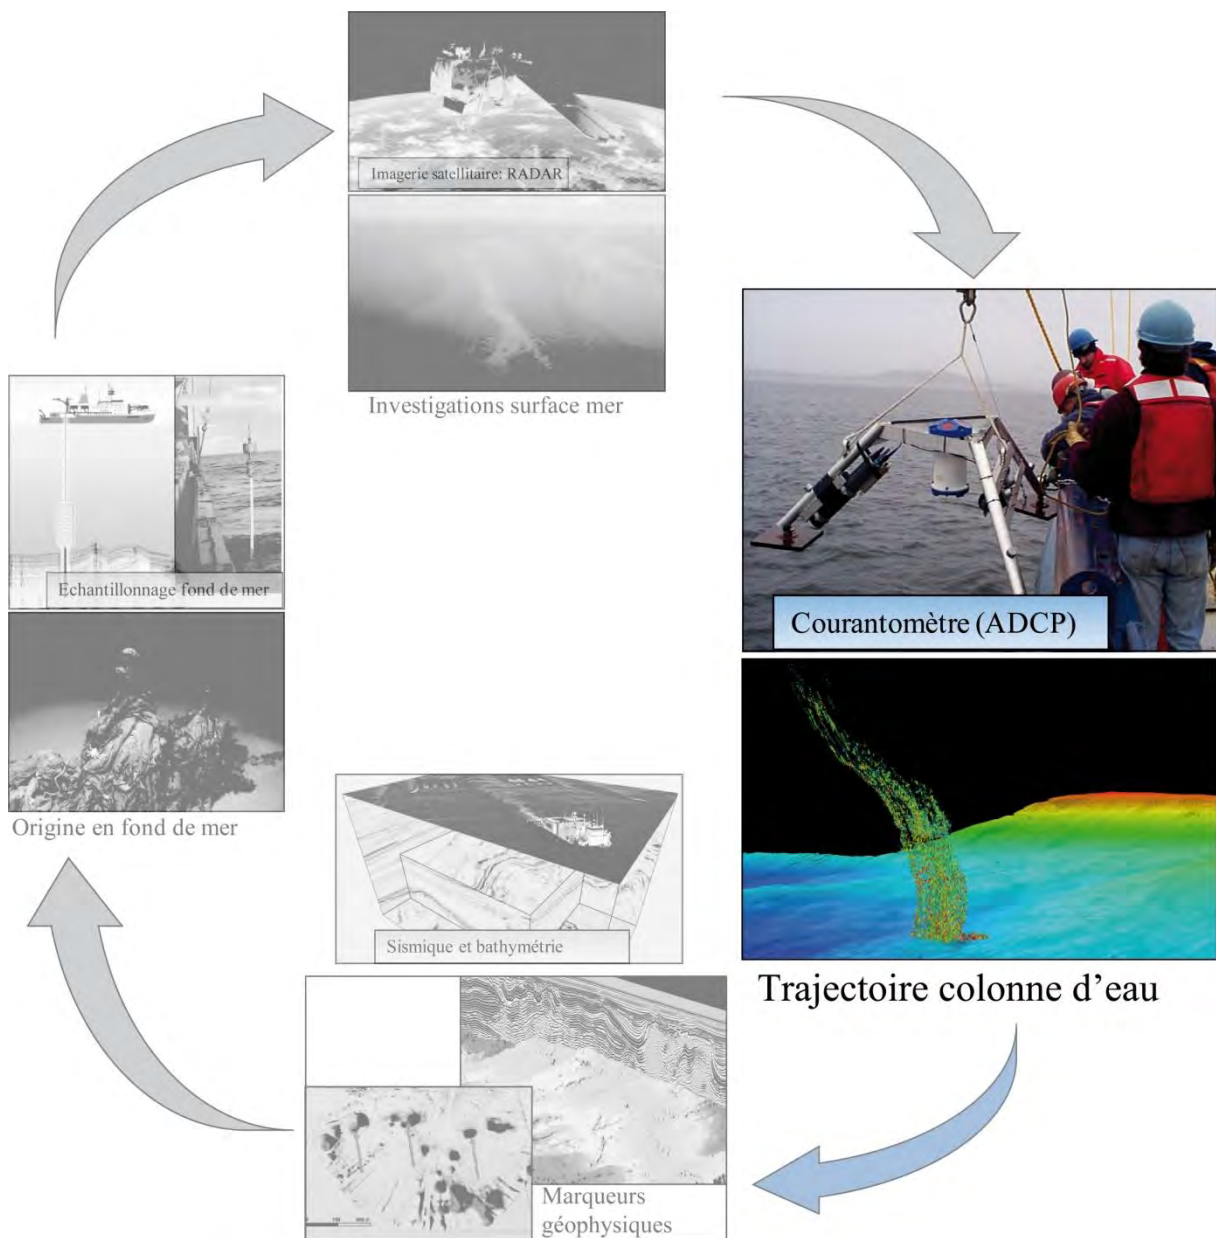 Imagerie satellitaire: RADAR
Investigations surface mer
Courantomètre (ADCP)
Trajectoire colonne d'eau
Echantillonnage fond de mer
Origine en fond de mer
Sismique et bathymétrie
Marqueurs
géophysiques